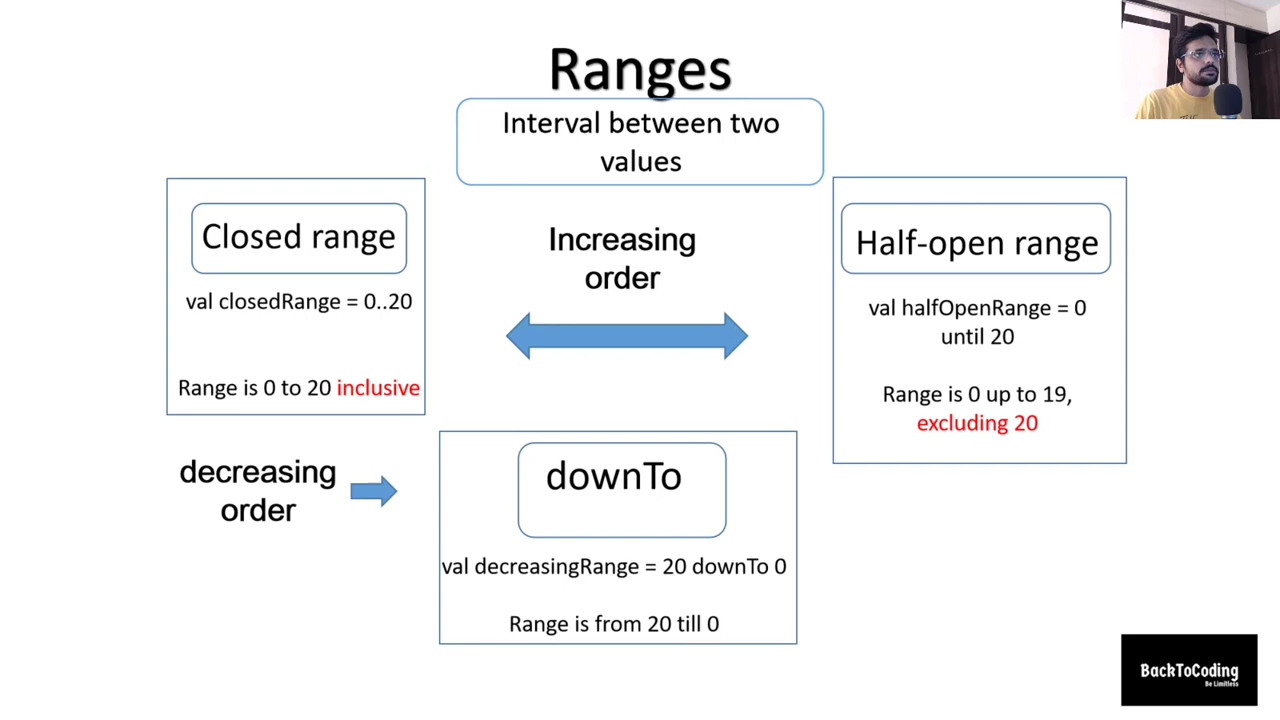 Ranges
Interval between two
values
Closed range
val closedRange = 0..20
Range is 0 to 20 inclusive
Increasing
order
Half-open range
val halfOpenRange = 0
until 20
Range is 0 up to 19,
excluding 20
decreasing
order
downTo
val decreasingRange = 20 downTo 0
Range is from 20 till 0
BackToCoding
Be Limitless